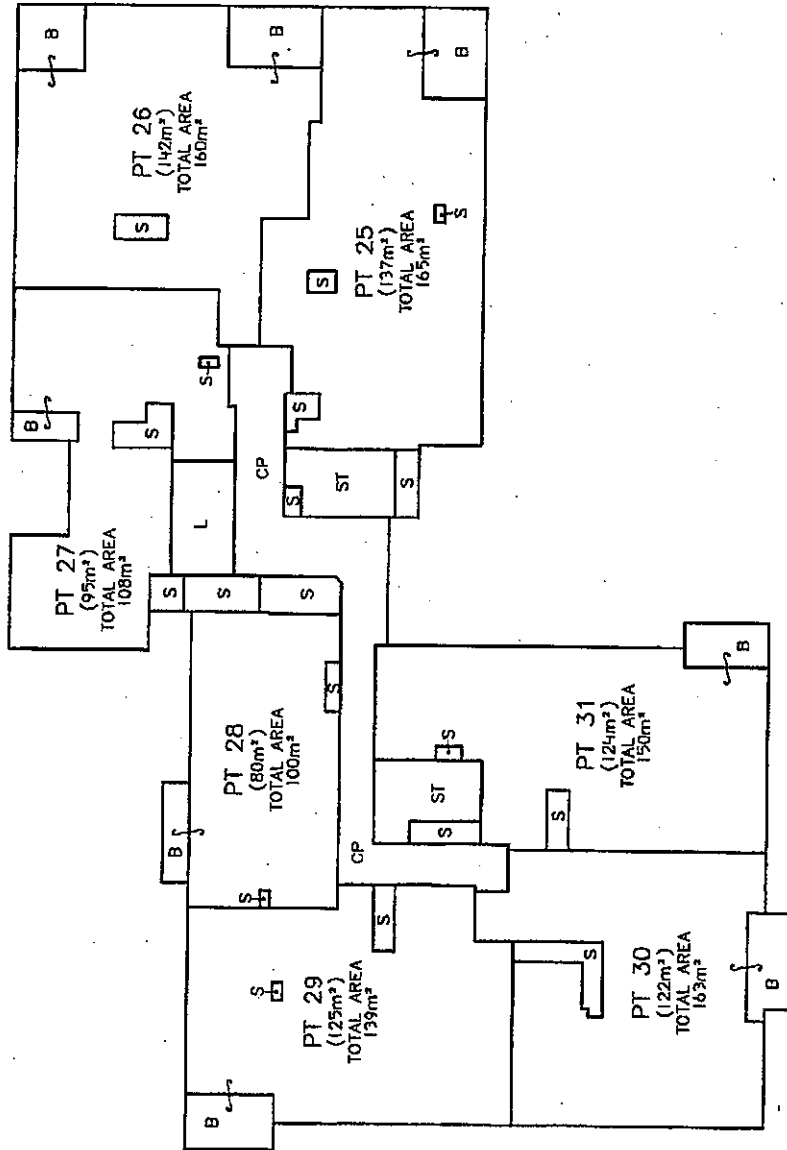 B
B
PT 27
(95m²)
TOTAL AREA
108m²
S
PT 26
(142m²)
TOTAL AREA
160m²
S
B
B
S
S
S
L
S
B
PT 28
(80m²)
TOTAL AREA
100m²
S
S
CP
S
S
ST
S
PT 25
(137m²)
TOTAL AREA
165m²
S
S
B
B
S
PT 29
(125m²)
TOTAL AREA
139m²
S
CP
S
ST
S
S
PT 31
(124m²)
TOTAL AREA
150m²
B
S
PT 30
(122m²)
TOTAL AREA
163m²
B